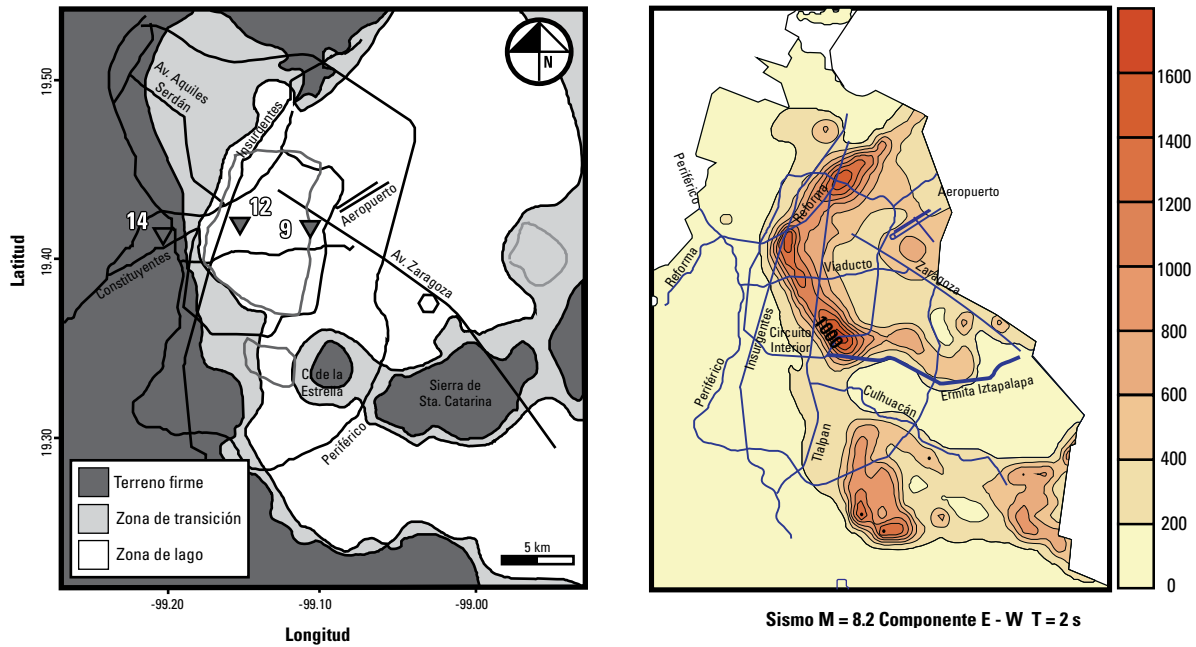 Av. Aquiles
Serdán
Insurgentes
N
14
12
9
Aeropuerto
Constituyentes
Av. Zaragoza
C. de la
Estrella
Sierra de
Sta. Catarina
Periférico
Terreno firme
Zona de transición
Zona de lago
5 km
19.50
19.40
13.30
Latitud
-99.20
-99.10
-99.00
Longitud
Periférico
Reforma
Aeropuerto
Reforma
Viaducto
Zaragoza
1000
Circuito
Interior
Insurgentes
Periférico
Culhuacán
Ermita Iztapalapa
Tlalpan
1600
1400
1200
1000
800
600
400
200
0
Sismo M = 8.2 Componente E - W T = 2 s